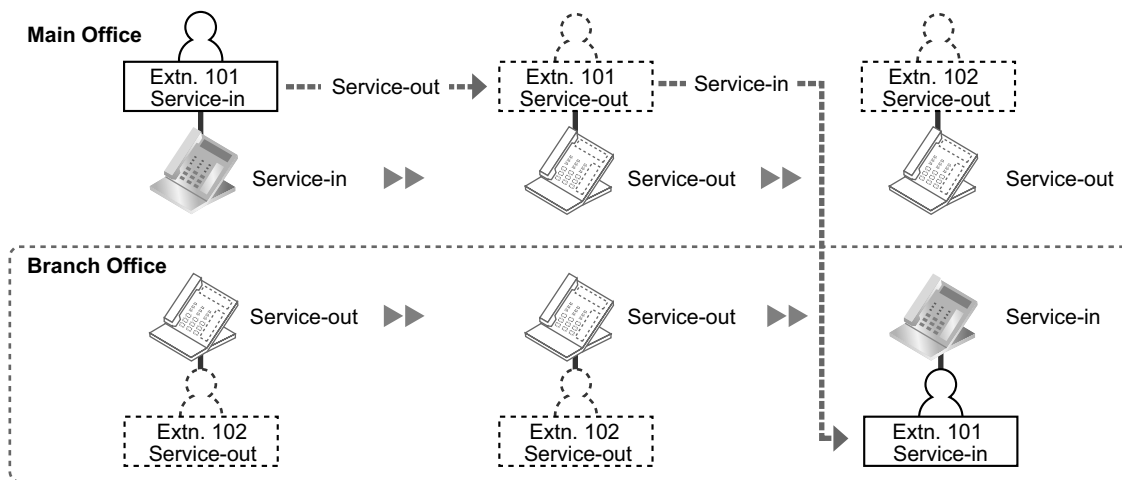 Main Office
Extn. 101
Service-in
Service-out
Extn. 101
Service-out
Service-in
Extn. 102
Service-out
Service-in
Service-out
Service-out
Branch Office
Service-out
Service-out
Service-in
Extn. 102
Service-out
Extn. 102
Service-out
Extn. 101
Service-in